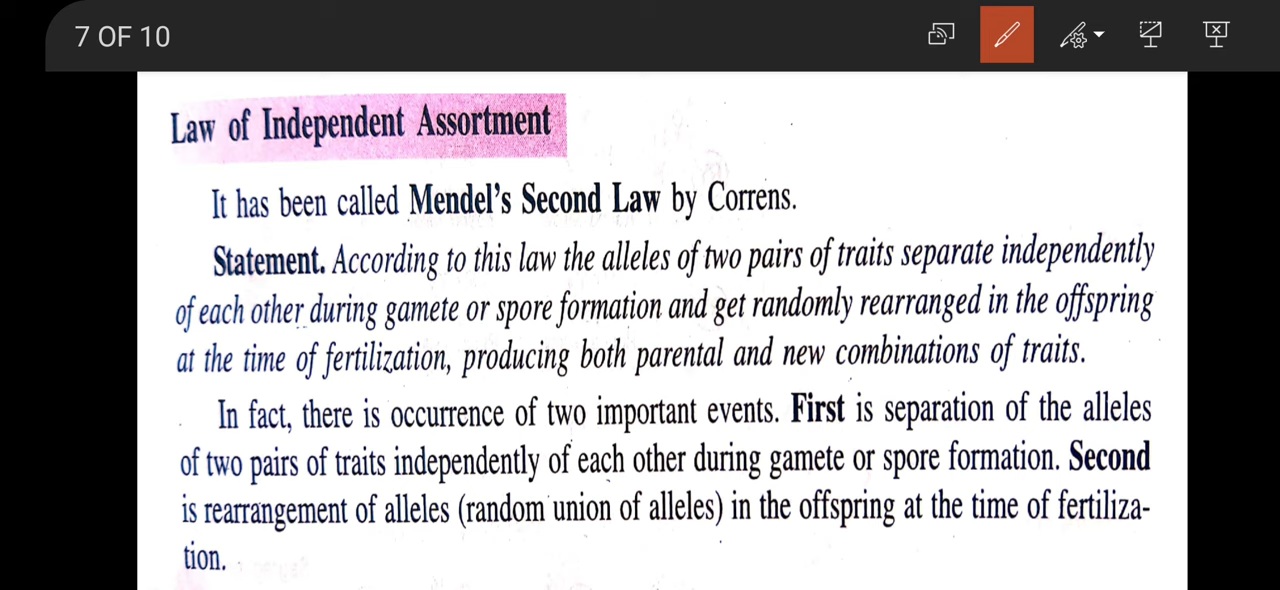 7 OF 10
Law of Independent Assortment
It has been called Mendel's Second Law by Correns.
Statement. According to this law the alleles of two pairs of traits separate independently
of each other during gamete or spore formation and get randomly rearranged in the offspring
at the time of fertilization, producing both parental and new combinations of traits.
In fact, there is occurrence of two important events. First is separation of the alleles
of two pairs of traits independently of each other during gamete or spore formation. Second
is rearrangement of alleles (random union of alleles) in the offspring at the time of fertiliza-
tion.